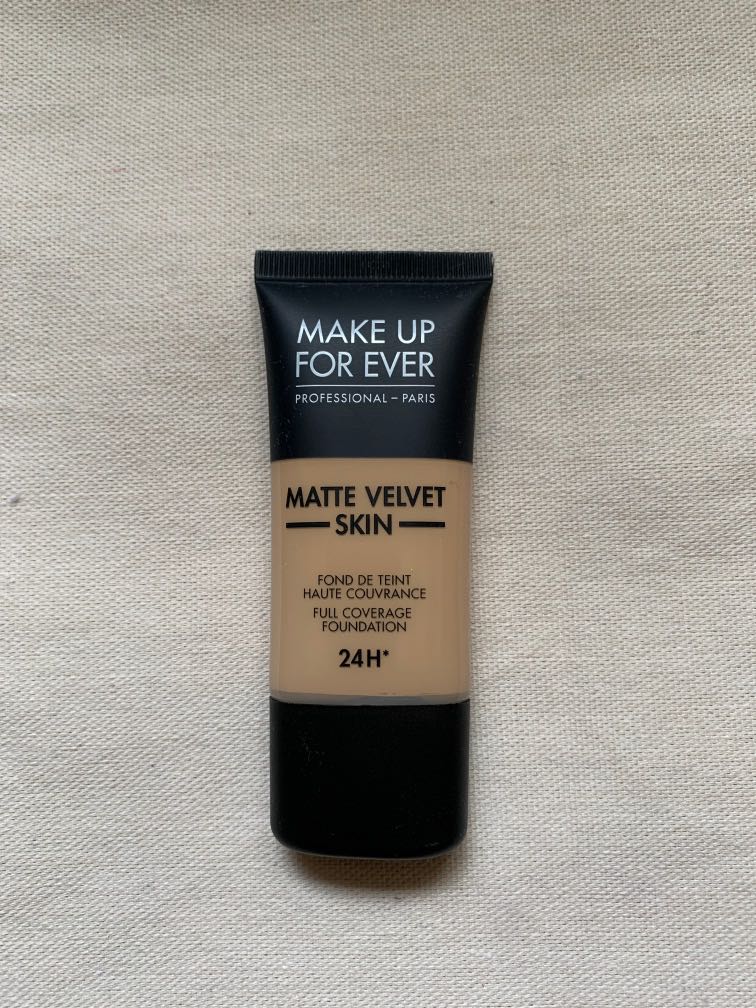 MAKE UP
FOR EVER
PROFESSIONAL – PARIS
MATTE VELVET
SKIN
FOND DE TEINT
HAUTE COUVRANCE
FULL COVERAGE
FOUNDATION
24H*